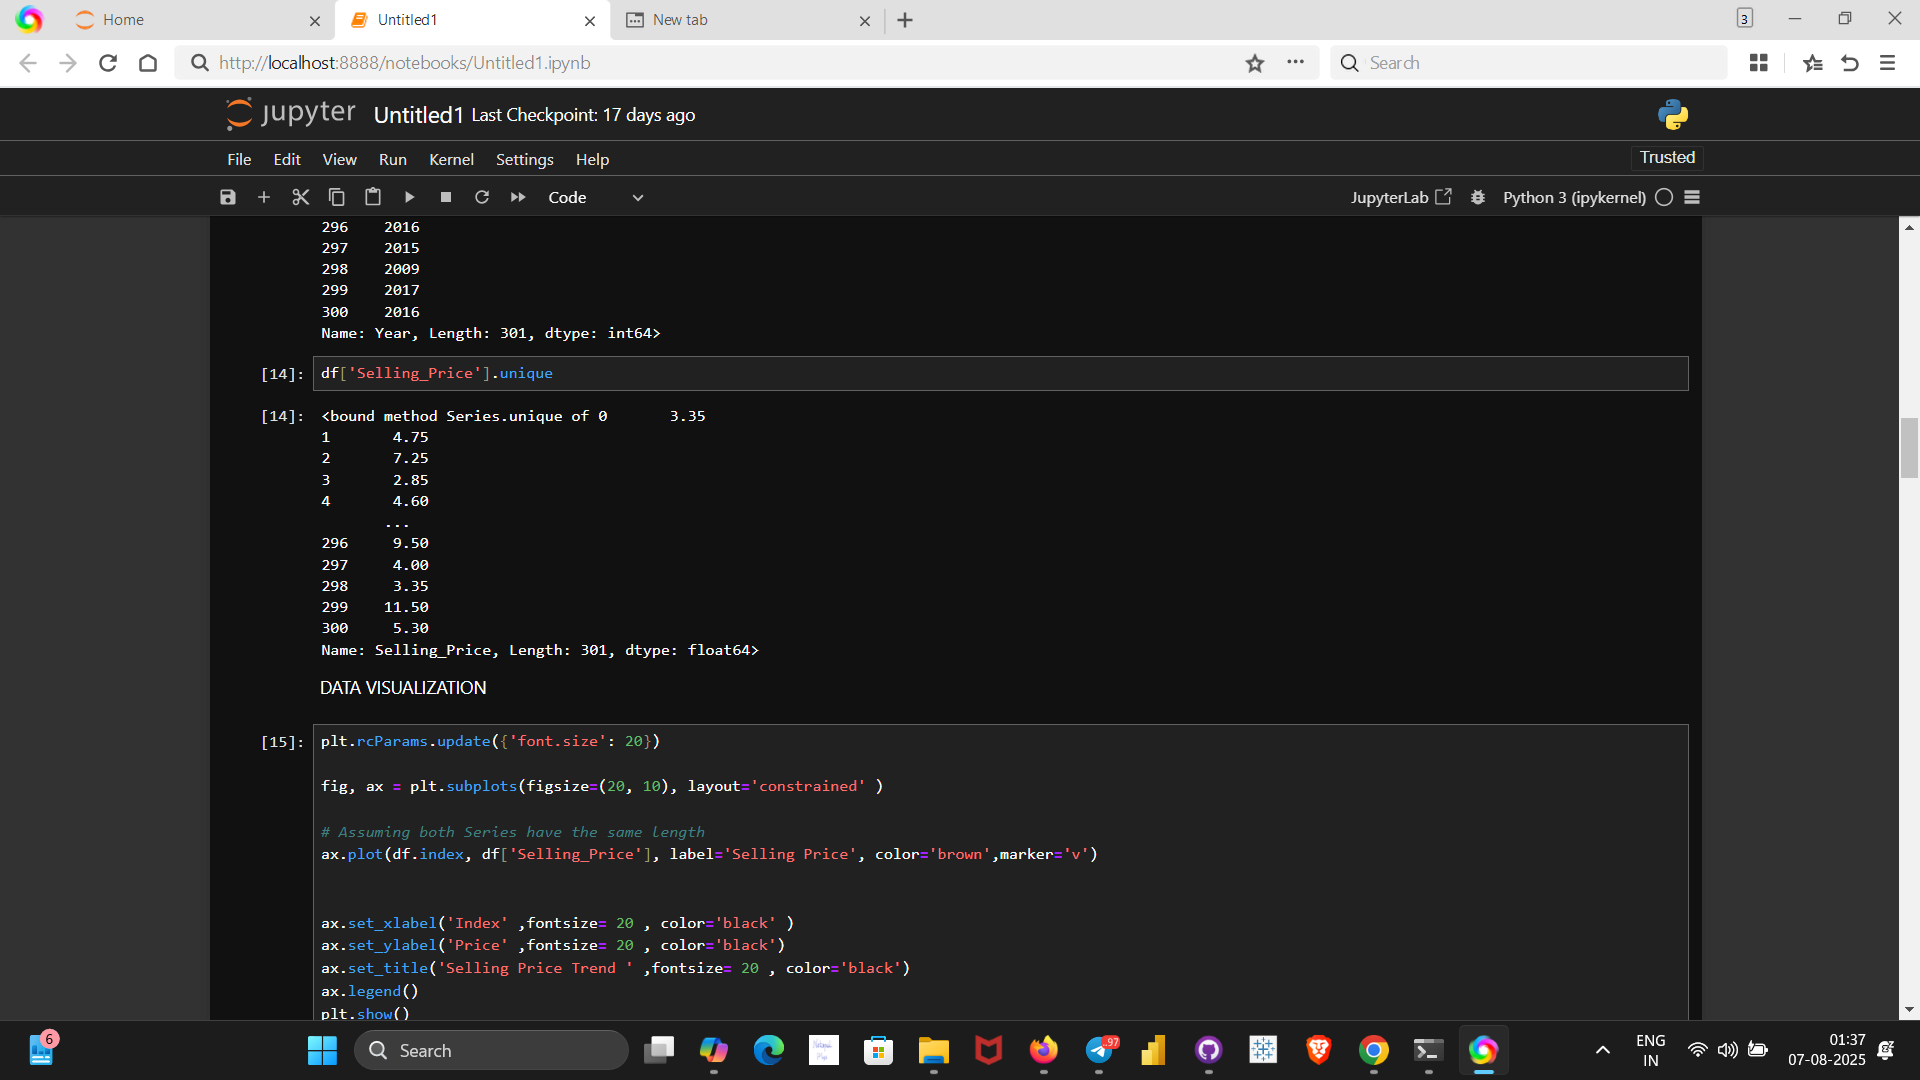 Home
Untitled1
New tab
3
http://localhost:8888/notebooks/Untitled1.ipynb
Search
jupyter Untitled1 Last Checkpoint: 17 days ago
File Edit View Run Kernel Settings Help
Trusted
Code
JupyterLab
Python 3 (ipykernel)
296 2016
297 2015
298 2009
299 2017
300 2016
Name: Year, Length: 301, dtype: int64>
[14]: df['Selling_Price'].unique
[14]: <bound method Series.unique of 0 3.35
1 4.75
2 7.25
3 2.85
4 4.60
...
296 9.50
297 4.00
298 3.35
299 11.50
300 5.30
Name: Selling_Price, Length: 301, dtype: float64>
DATA VISUALIZATION
[15]: plt.rcParams.update({'font.size': 20})
fig, ax = plt.subplots(figsize=(20, 10), layout='constrained' )
# Assuming both Series have the same length
ax.plot(df.index, df['Selling_Price'], label='Selling Price', color='brown',marker='v')
ax.set_xlabel('Index' ,fontsize= 20 , color='black' )
ax.set_ylabel('Price' ,fontsize= 20 , color='black')
ax.set_title('Selling Price Trend ' ,fontsize= 20 , color='black')
ax.legend()
plt.show()
6
Search
97
ENG
IN
01:37
07-08-2025